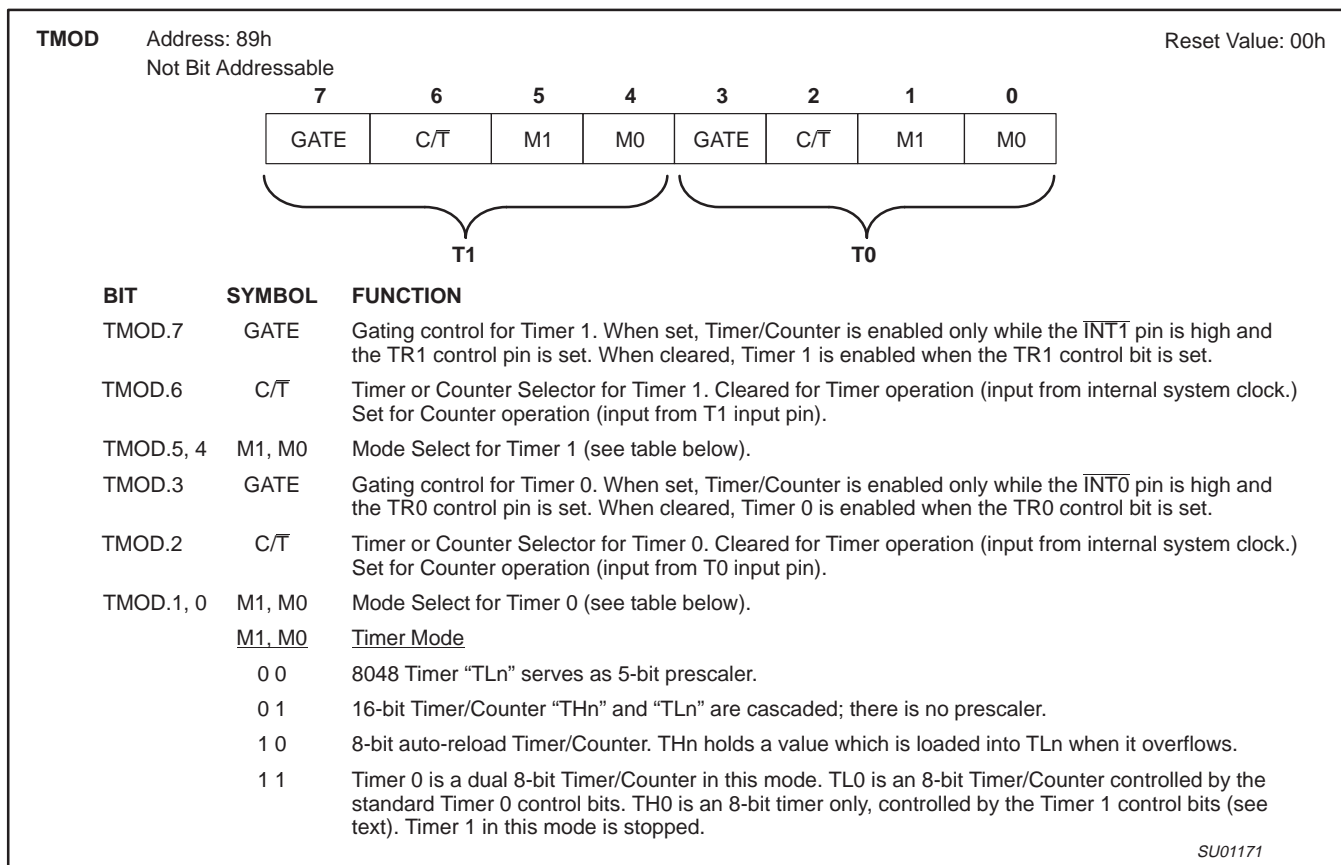 TMOD Address: 89h Reset Value: 00h
Not Bit Addressable
7 6 5 4 3 2 1 0
GATE C/T̅ M1 M0 GATE C/T̅ M1 M0
T1 T0
BIT SYMBOL FUNCTION
TMOD.7 GATE Gating control for Timer 1. When set, Timer/Counter is enabled only while the I̅N̅T̅1̅ pin is high and
the TR1 control pin is set. When cleared, Timer 1 is enabled when the TR1 control bit is set.
TMOD.6 C/T̅ Timer or Counter Selector for Timer 1. Cleared for Timer operation (input from internal system clock.)
Set for Counter operation (input from T1 input pin).
TMOD.5, 4 M1, M0 Mode Select for Timer 1 (see table below).
TMOD.3 GATE Gating control for Timer 0. When set, Timer/Counter is enabled only while the I̅N̅T̅0̅ pin is high and
the TR0 control pin is set. When cleared, Timer 0 is enabled when the TR0 control bit is set.
TMOD.2 C/T̅ Timer or Counter Selector for Timer 0. Cleared for Timer operation (input from internal system clock.)
Set for Counter operation (input from T0 input pin).
TMOD.1, 0 M1, M0 Mode Select for Timer 0 (see table below).
M1, M0 Timer Mode
0 0 8048 Timer “TLn” serves as 5-bit prescaler.
0 1 16-bit Timer/Counter “THn” and “TLn” are cascaded; there is no prescaler.
1 0 8-bit auto-reload Timer/Counter. THn holds a value which is loaded into TLn when it overflows.
1 1 Timer 0 is a dual 8-bit Timer/Counter in this mode. TL0 is an 8-bit Timer/Counter controlled by the
standard Timer 0 control bits. TH0 is an 8-bit timer only, controlled by the Timer 1 control bits (see
text). Timer 1 in this mode is stopped.
SU01171